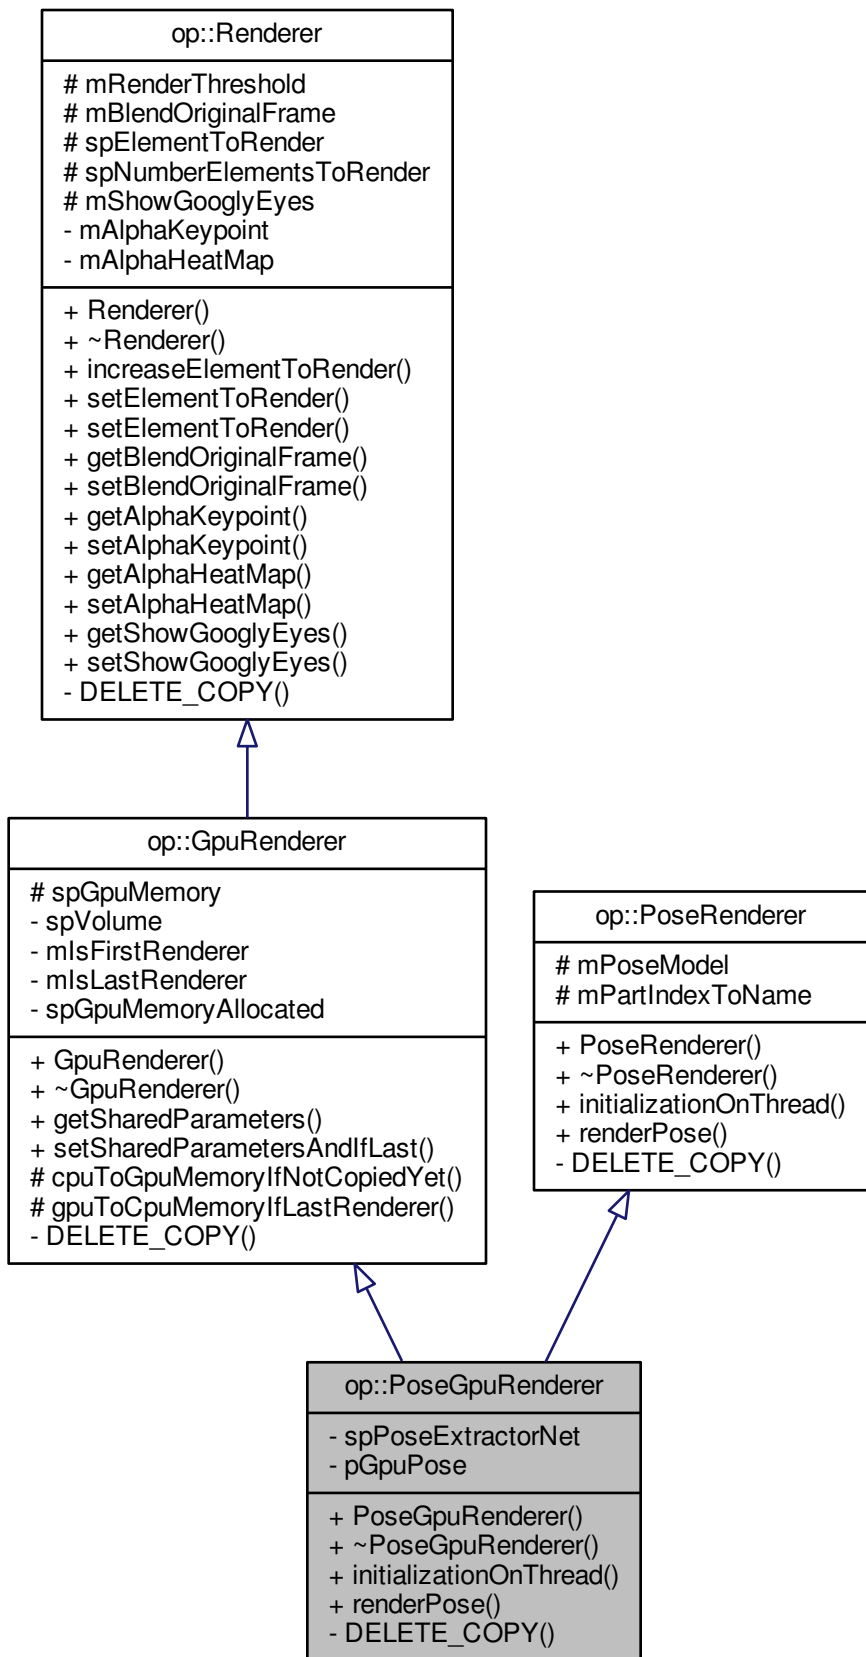 op::Renderer
# mRenderThreshold
# mBlendOriginalFrame
# spElementToRender
# spNumberElementsToRender
# mShowGooglyEyes
- mAlphaKeypoint
- mAlphaHeatMap
+ Renderer()
+ ~Renderer()
+ increaseElementToRender()
+ setElementToRender()
+ setElementToRender()
+ getBlendOriginalFrame()
+ setBlendOriginalFrame()
+ getAlphaKeypoint()
+ setAlphaKeypoint()
+ getAlphaHeatMap()
+ setAlphaHeatMap()
+ getShowGooglyEyes()
+ setShowGooglyEyes()
- DELETE_COPY()
op::GpuRenderer
# spGpuMemory
- spVolume
- mIsFirstRenderer
- mIsLastRenderer
- spGpuMemoryAllocated
+ GpuRenderer()
+ ~GpuRenderer()
+ getSharedParameters()
+ setSharedParametersAndIfLast()
# cpuToGpuMemoryIfNotCopiedYet()
# gpuToCpuMemoryIfLastRenderer()
- DELETE_COPY()
op::PoseRenderer
# mPoseModel
# mPartIndexToName
+ PoseRenderer()
+ ~PoseRenderer()
+ initializationOnThread()
+ renderPose()
- DELETE_COPY()
op::PoseGpuRenderer
- spPoseExtractorNet
- pGpuPose
+ PoseGpuRenderer()
+ ~PoseGpuRenderer()
+ initializationOnThread()
+ renderPose()
- DELETE_COPY()